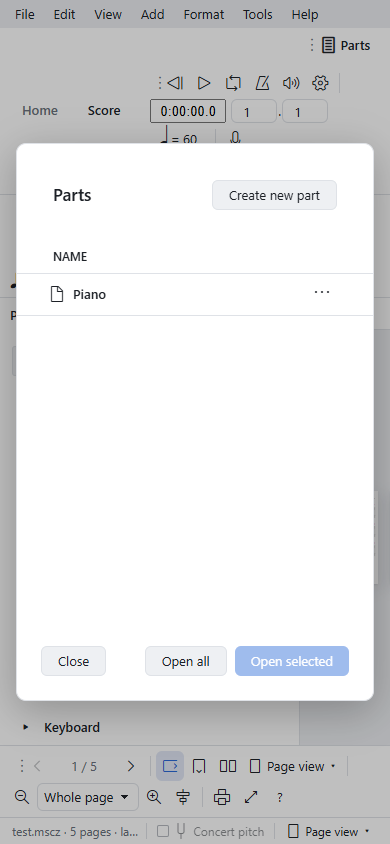 File Edit View Add Format Tools Help
Parts
Home Score 0:00:00.0 1 . 1
= 60
Parts Create new part
NAME
Piano ...
Close Open all Open selected
Keyboard
1 / 5 Page view
Whole page ?
test.mscz · 5 pages · la... Concert pitch Page view